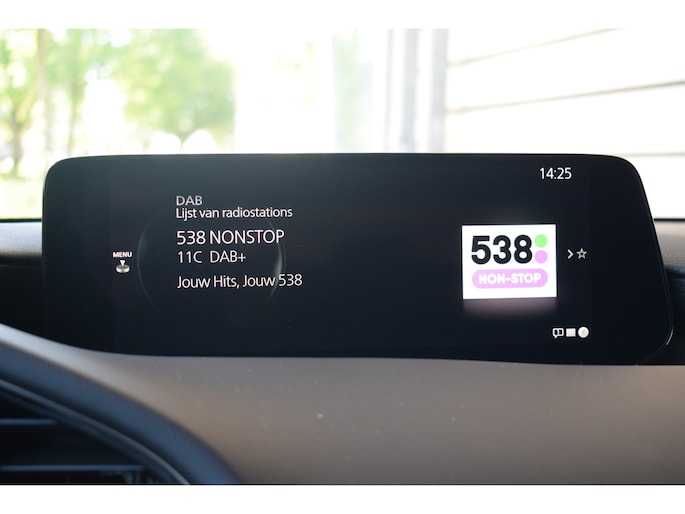 14:25
DAB
Lijst van radiostations
538 NONSTOP
11C DAB+
Jouw Hits, Jouw 538
MENU
538
NON-STOP